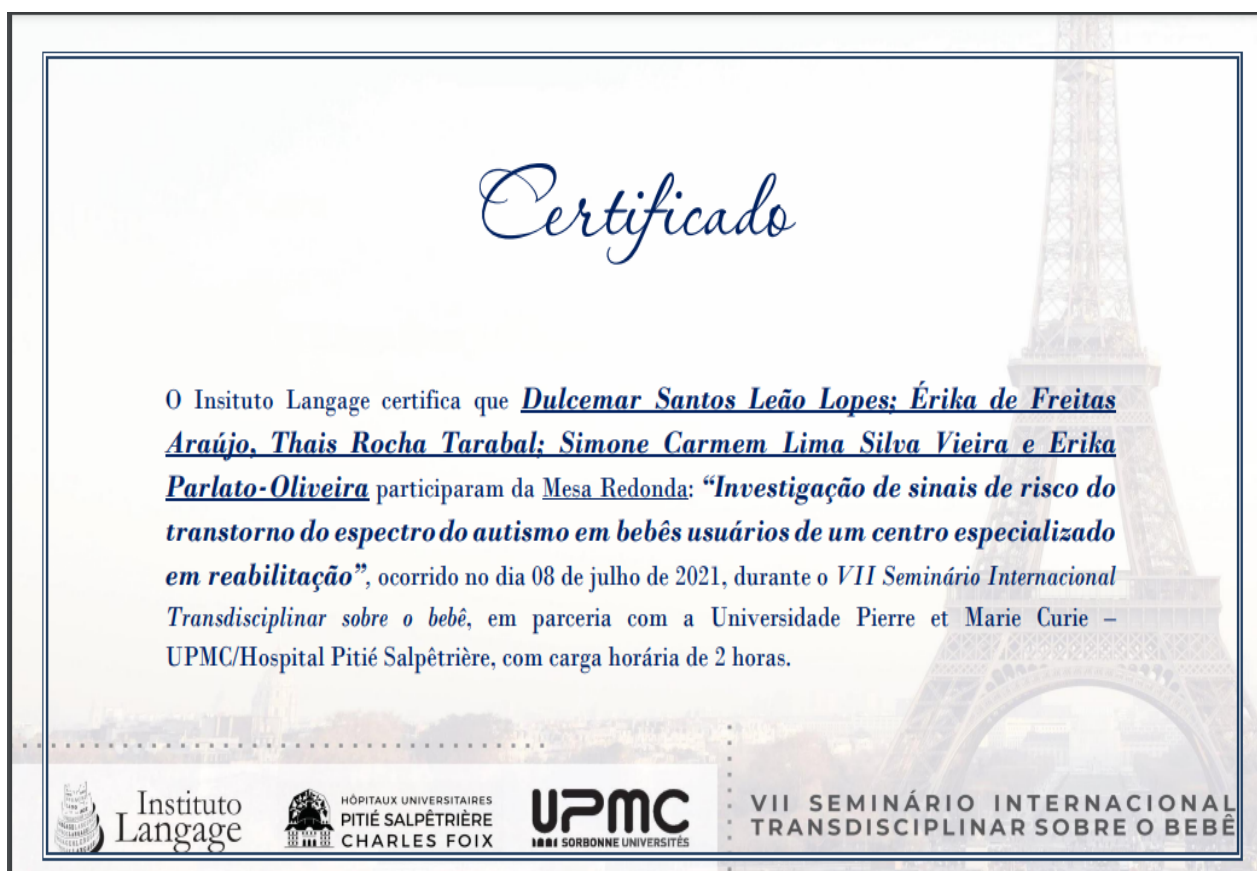 Certificado
O Insituto Langage certifica que Dulcemar Santos Leão Lopes; Érika de Freitas
Araújo, Thais Rocha Tarabal; Simone Carmem Lima Silva Vieira e Erika
Parlato-Oliveira participaram da Mesa Redonda: “Investigação de sinais de risco do
transtorno do espectro do autismo em bebês usuários de um centro especializado
em reabilitação”, ocorrido no dia 08 de julho de 2021, durante o VII Seminário Internacional
Transdisciplinar sobre o bebê, em parceria com a Universidade Pierre et Marie Curie –
UPMC/Hospital Pitié Salpêtrière, com carga horária de 2 horas.
Instituto
Langage
HÔPITAUX UNIVERSITAIRES
PITIÉ SALPÊTRIÈRE
CHARLES FOIX
UPMC
SORBONNE UNIVERSITÉS
VII SEMINÁRIO INTERNACIONAL
TRANSDISCIPLINAR SOBRE O BEBÊ